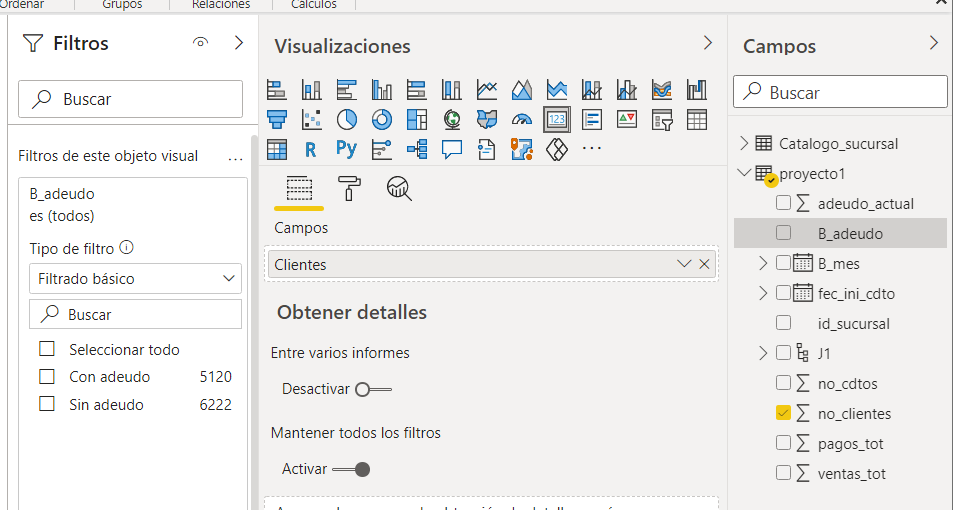 Ordenar Grupos Relaciones Cálculos
Filtros
Buscar
Filtros de este objeto visual ...
B_adeudo
es (todos)
Tipo de filtro
Filtrado básico
Buscar
Seleccionar todo
Con adeudo 5120
Sin adeudo 6222
Visualizaciones
123
R Py
...
Campos
Clientes
Obtener detalles
Entre varios informes
Desactivar
Mantener todos los filtros
Activar
Campos
Buscar
Catalogo_sucursal
proyecto1
∑ adeudo_actual
B_adeudo
B_mes
fec_ini_cdto
id_sucursal
J1
∑ no_cdtos
∑ no_clientes
∑ pagos_tot
∑ ventas_tot